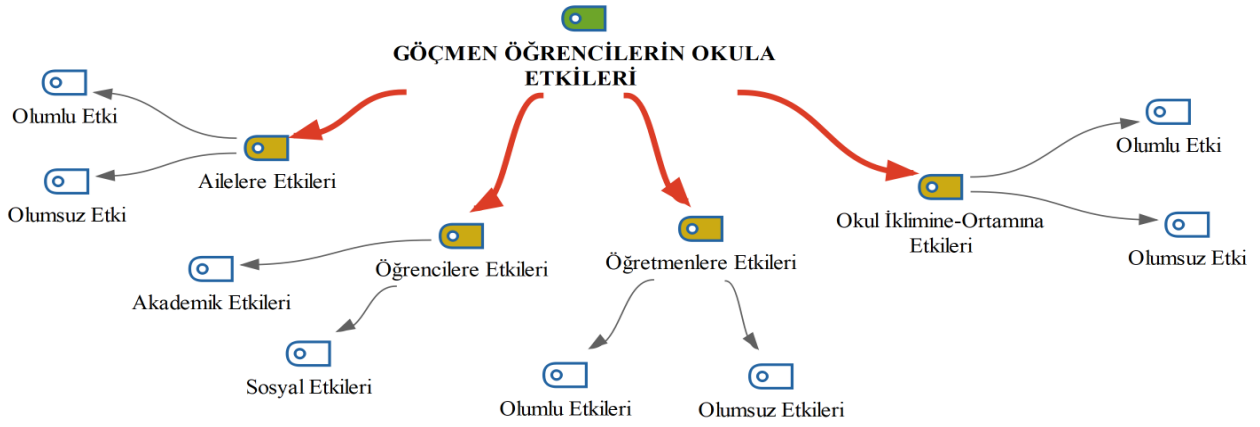 GÖÇMEN ÖĞRENCİLERİN OKULA
ETKİLERİ
Olumlu Etki
Ailelere Etkileri
Olumsuz Etki
Öğrencilere Etkileri
Akademik Etkileri
Sosyal Etkileri
Öğretmenlere Etkileri
Olumlu Etkileri
Olumsuz Etkileri
Okul İklimine-Ortamına
Etkileri
Olumlu Etki
Olumsuz Etki